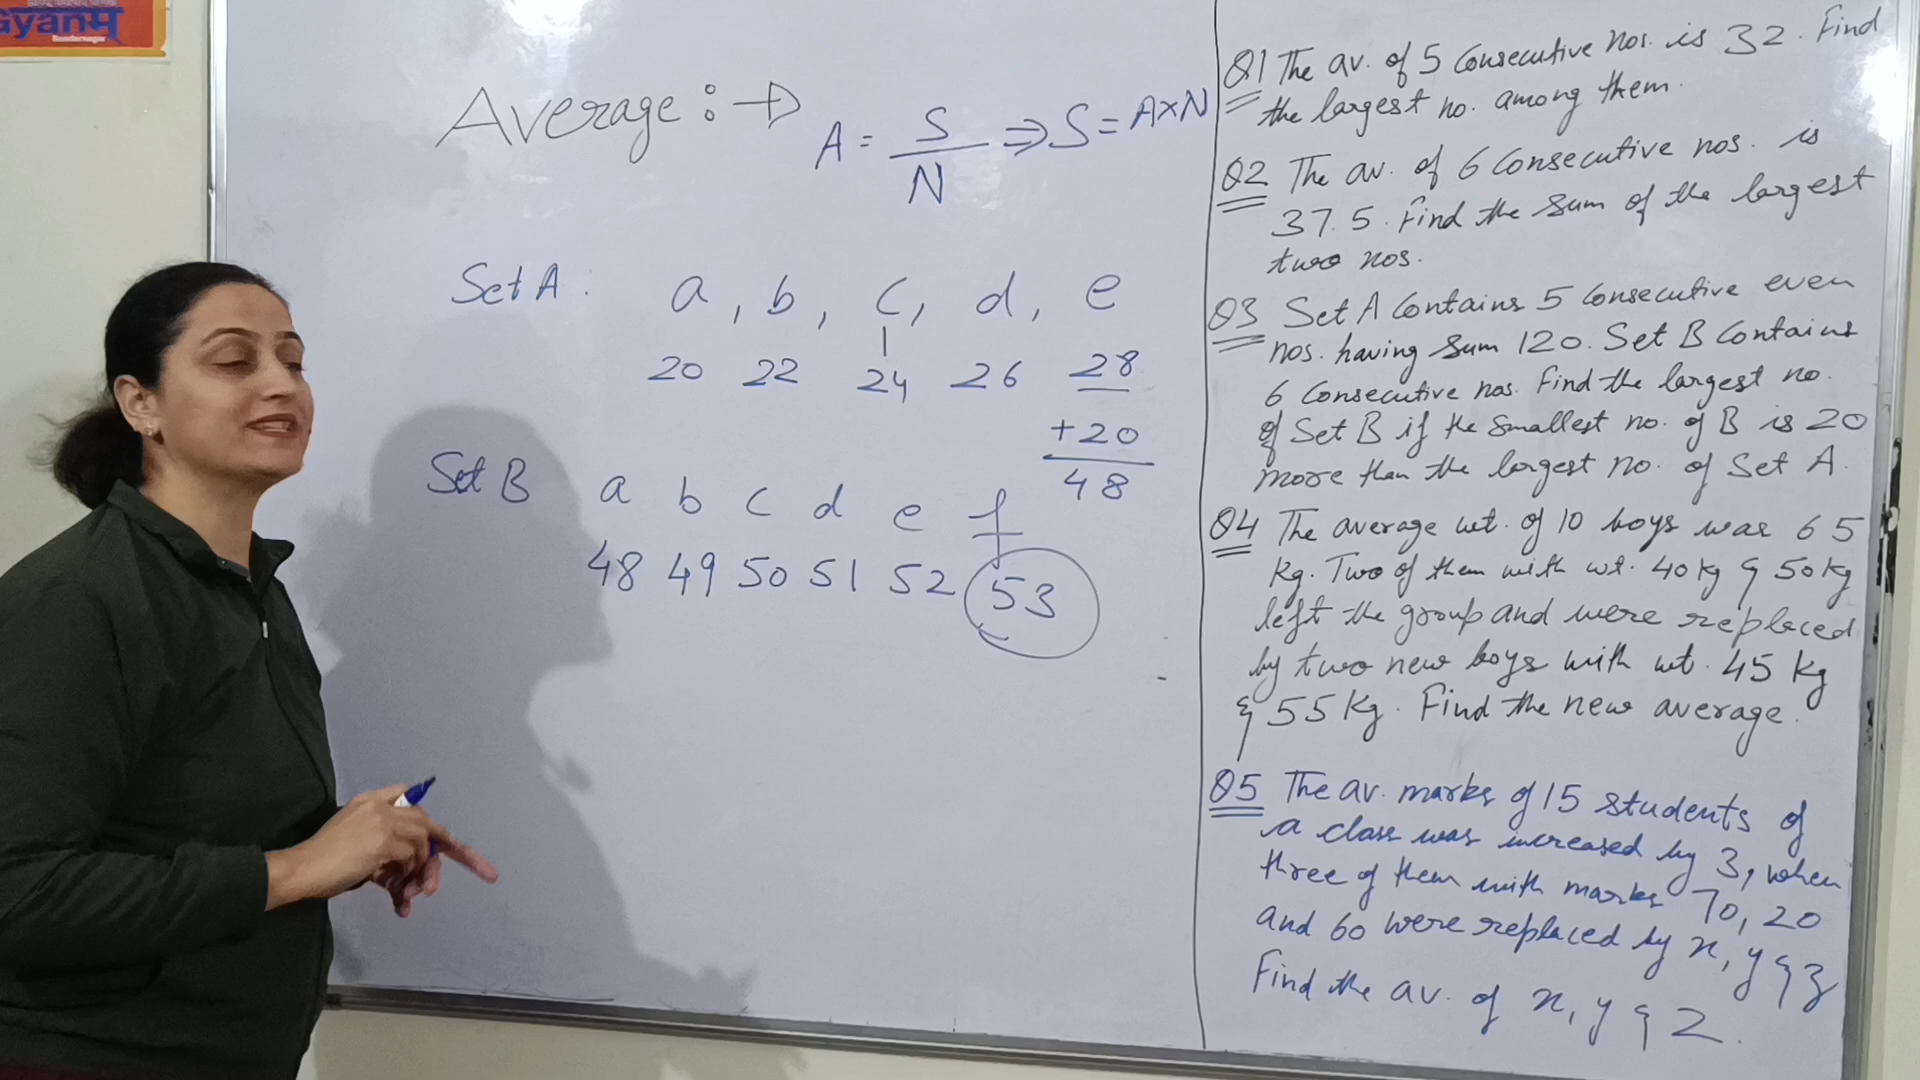 Gyanम
Average :→
A = S/N ⇒ S = A×N
Set A : a, b, c, d, e
20 22 24 26 28
+20
48
Set B a b c d e f
48 49 50 51 52 53
Q1 The av. of 5 Consecutive nos. is 32. Find
the largest no. among them.
Q2 The av. of 6 Consecutive nos. is
37.5. Find the sum of the largest
two nos.
Q3 Set A Contains 5 Consecutive even
nos. having sum 120. Set B Contains
6 Consecutive nos. Find the largest no.
of Set B if the smallest no. of B is 20
more than the largest no. of Set A.
Q4 The average wt. of 10 boys was 65
kg. Two of them with wt. 40kg & 50kg
left the group and were replaced
by two new boys with wt. 45 kg
& 55 kg. Find the new average.
Q5 The av. marks of 15 students of
a class was increased by 3, when
three of them with marks 70, 20
and 60 were replaced by x, y & z
Find the av. of x, y & z.